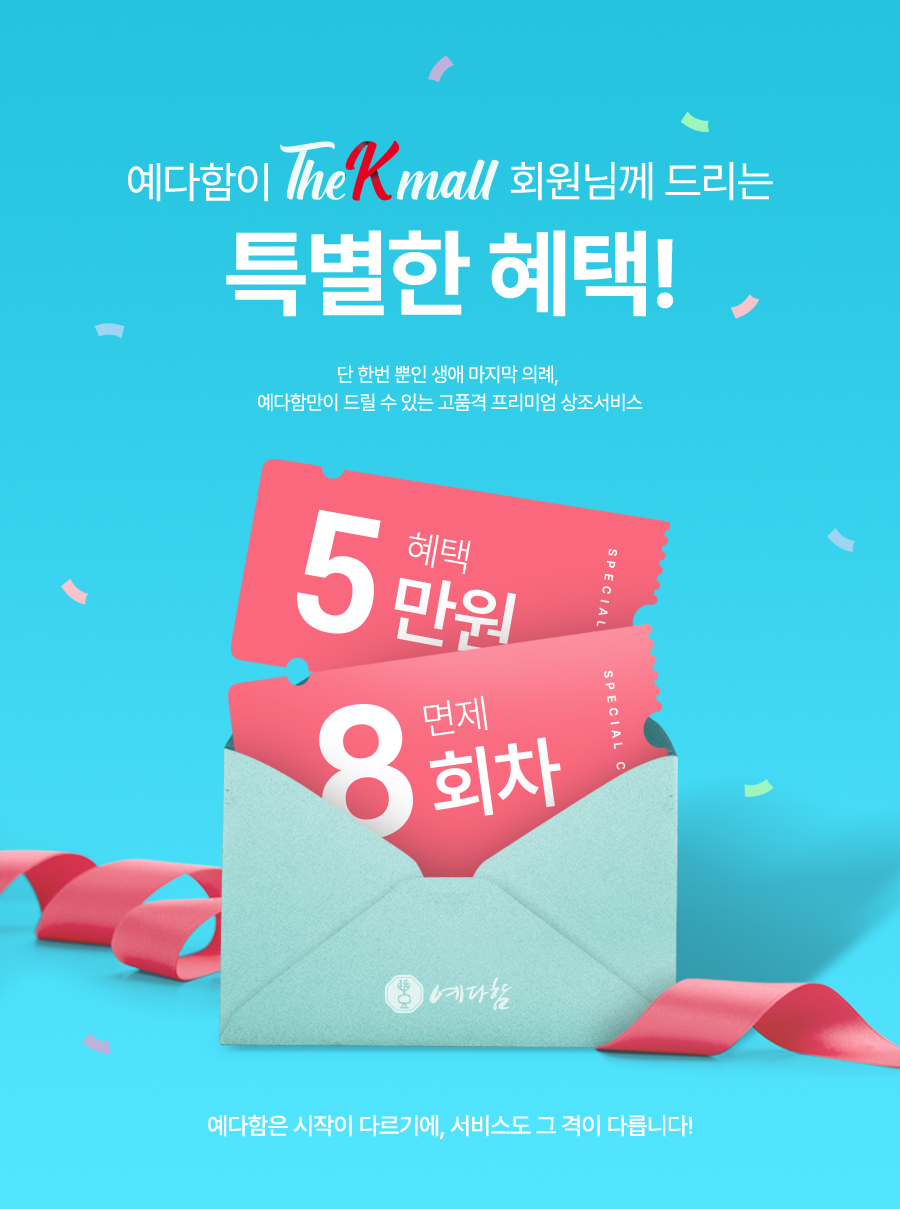 예다함이 The K mall 회원님께 드리는
특별한 혜택!
단 한번 뿐인 생애 마지막 의례,
예다함만이 드릴 수 있는 고품격 프리미엄 상조서비스
5 혜택
만원
SPECIAL
8 면제
회차
SPECIAL C
예다함
예다함은 시작이 다르기에, 서비스도 그 격이 다릅니다!